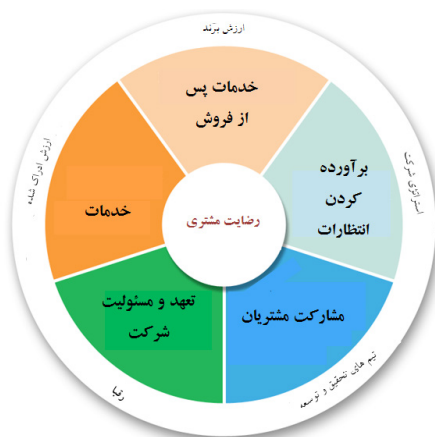 ارزش برند
خدمات پس
از فروش
برآورده
کردن
انتظارات
استراتژی شرکت
مشارکت مشتریان
تیم های تحقیق و توسعه
تعهد و مسئولیت
شرکت
رقبا
خدمات
ارزش ادراک شده
رضایت مشتری